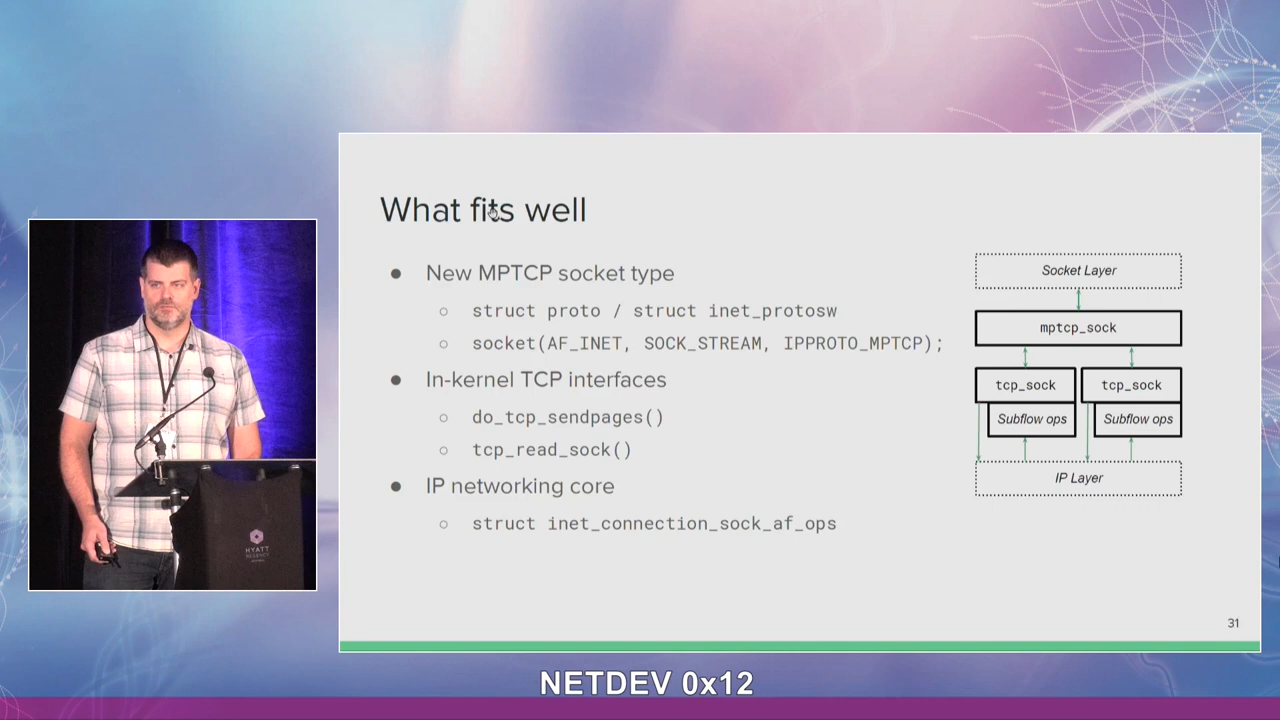 What fits well
● New MPTCP socket type
○ struct proto / struct inet_protosw
○ socket(AF_INET, SOCK_STREAM, IPPROTO_MPTCP);
● In-kernel TCP interfaces
○ do_tcp_sendpages()
○ tcp_read_sock()
● IP networking core
○ struct inet_connection_sock_af_ops
Socket Layer
mptcp_sock
tcp_sock tcp_sock
Subflow ops Subflow ops
IP Layer
31
HYATT
REGENCY
NETDEV 0x12